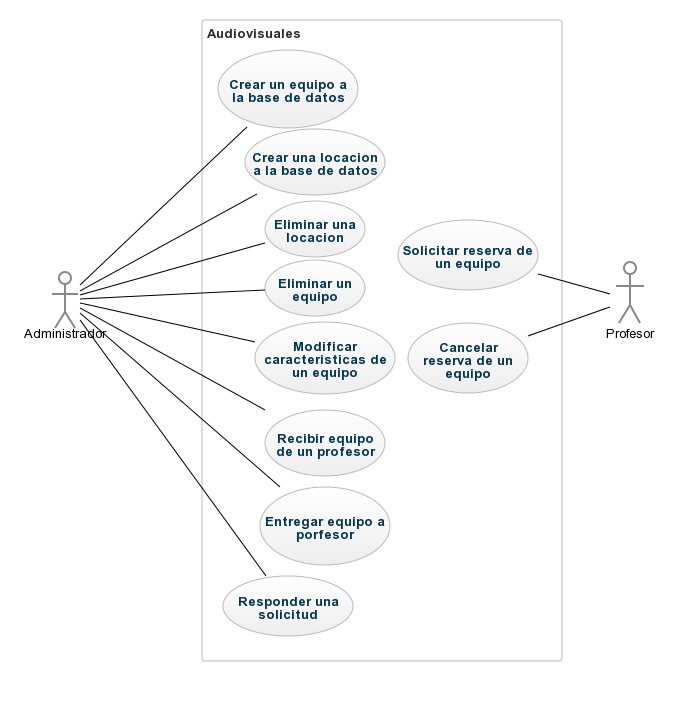 Audiovisuales
Crear un equipo a
la base de datos
Crear una locacion
a la base de datos
Eliminar una
locacion
Eliminar un
equipo
Modificar
caracteristicas de
un equipo
Recibir equipo
de un profesor
Entregar equipo a
porfesor
Responder una
solicitud
Solicitar reserva de
un equipo
Cancelar
reserva de un
equipo
Administrador
Profesor